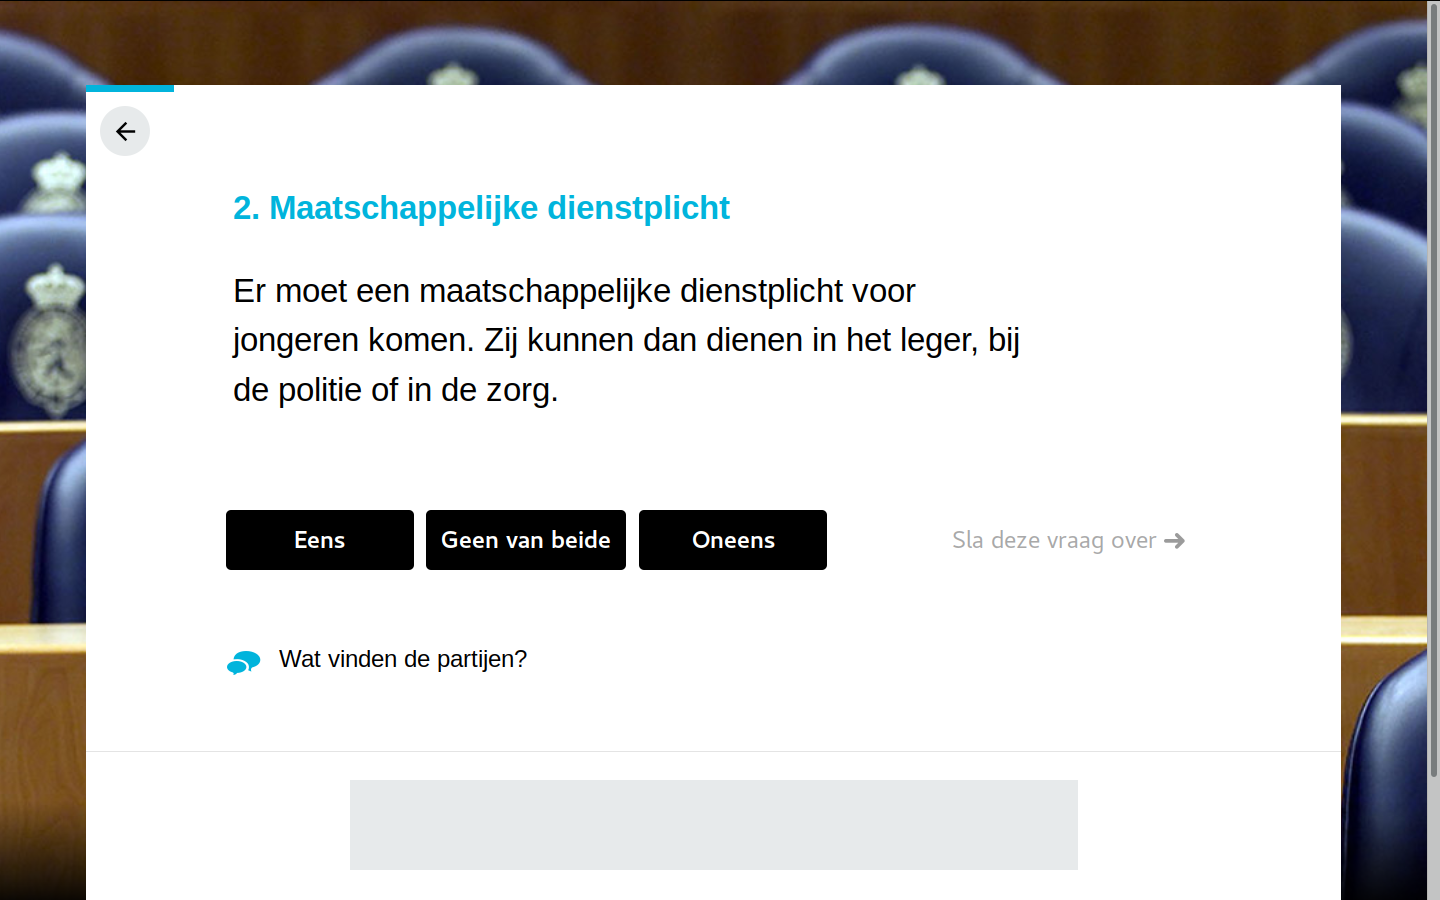 2. Maatschappelijke dienstplicht
Er moet een maatschappelijke dienstplicht voor
jongeren komen. Zij kunnen dan dienen in het leger, bij
de politie of in de zorg.
Eens
Geen van beide
Oneens
Sla deze vraag over
Wat vinden de partijen?